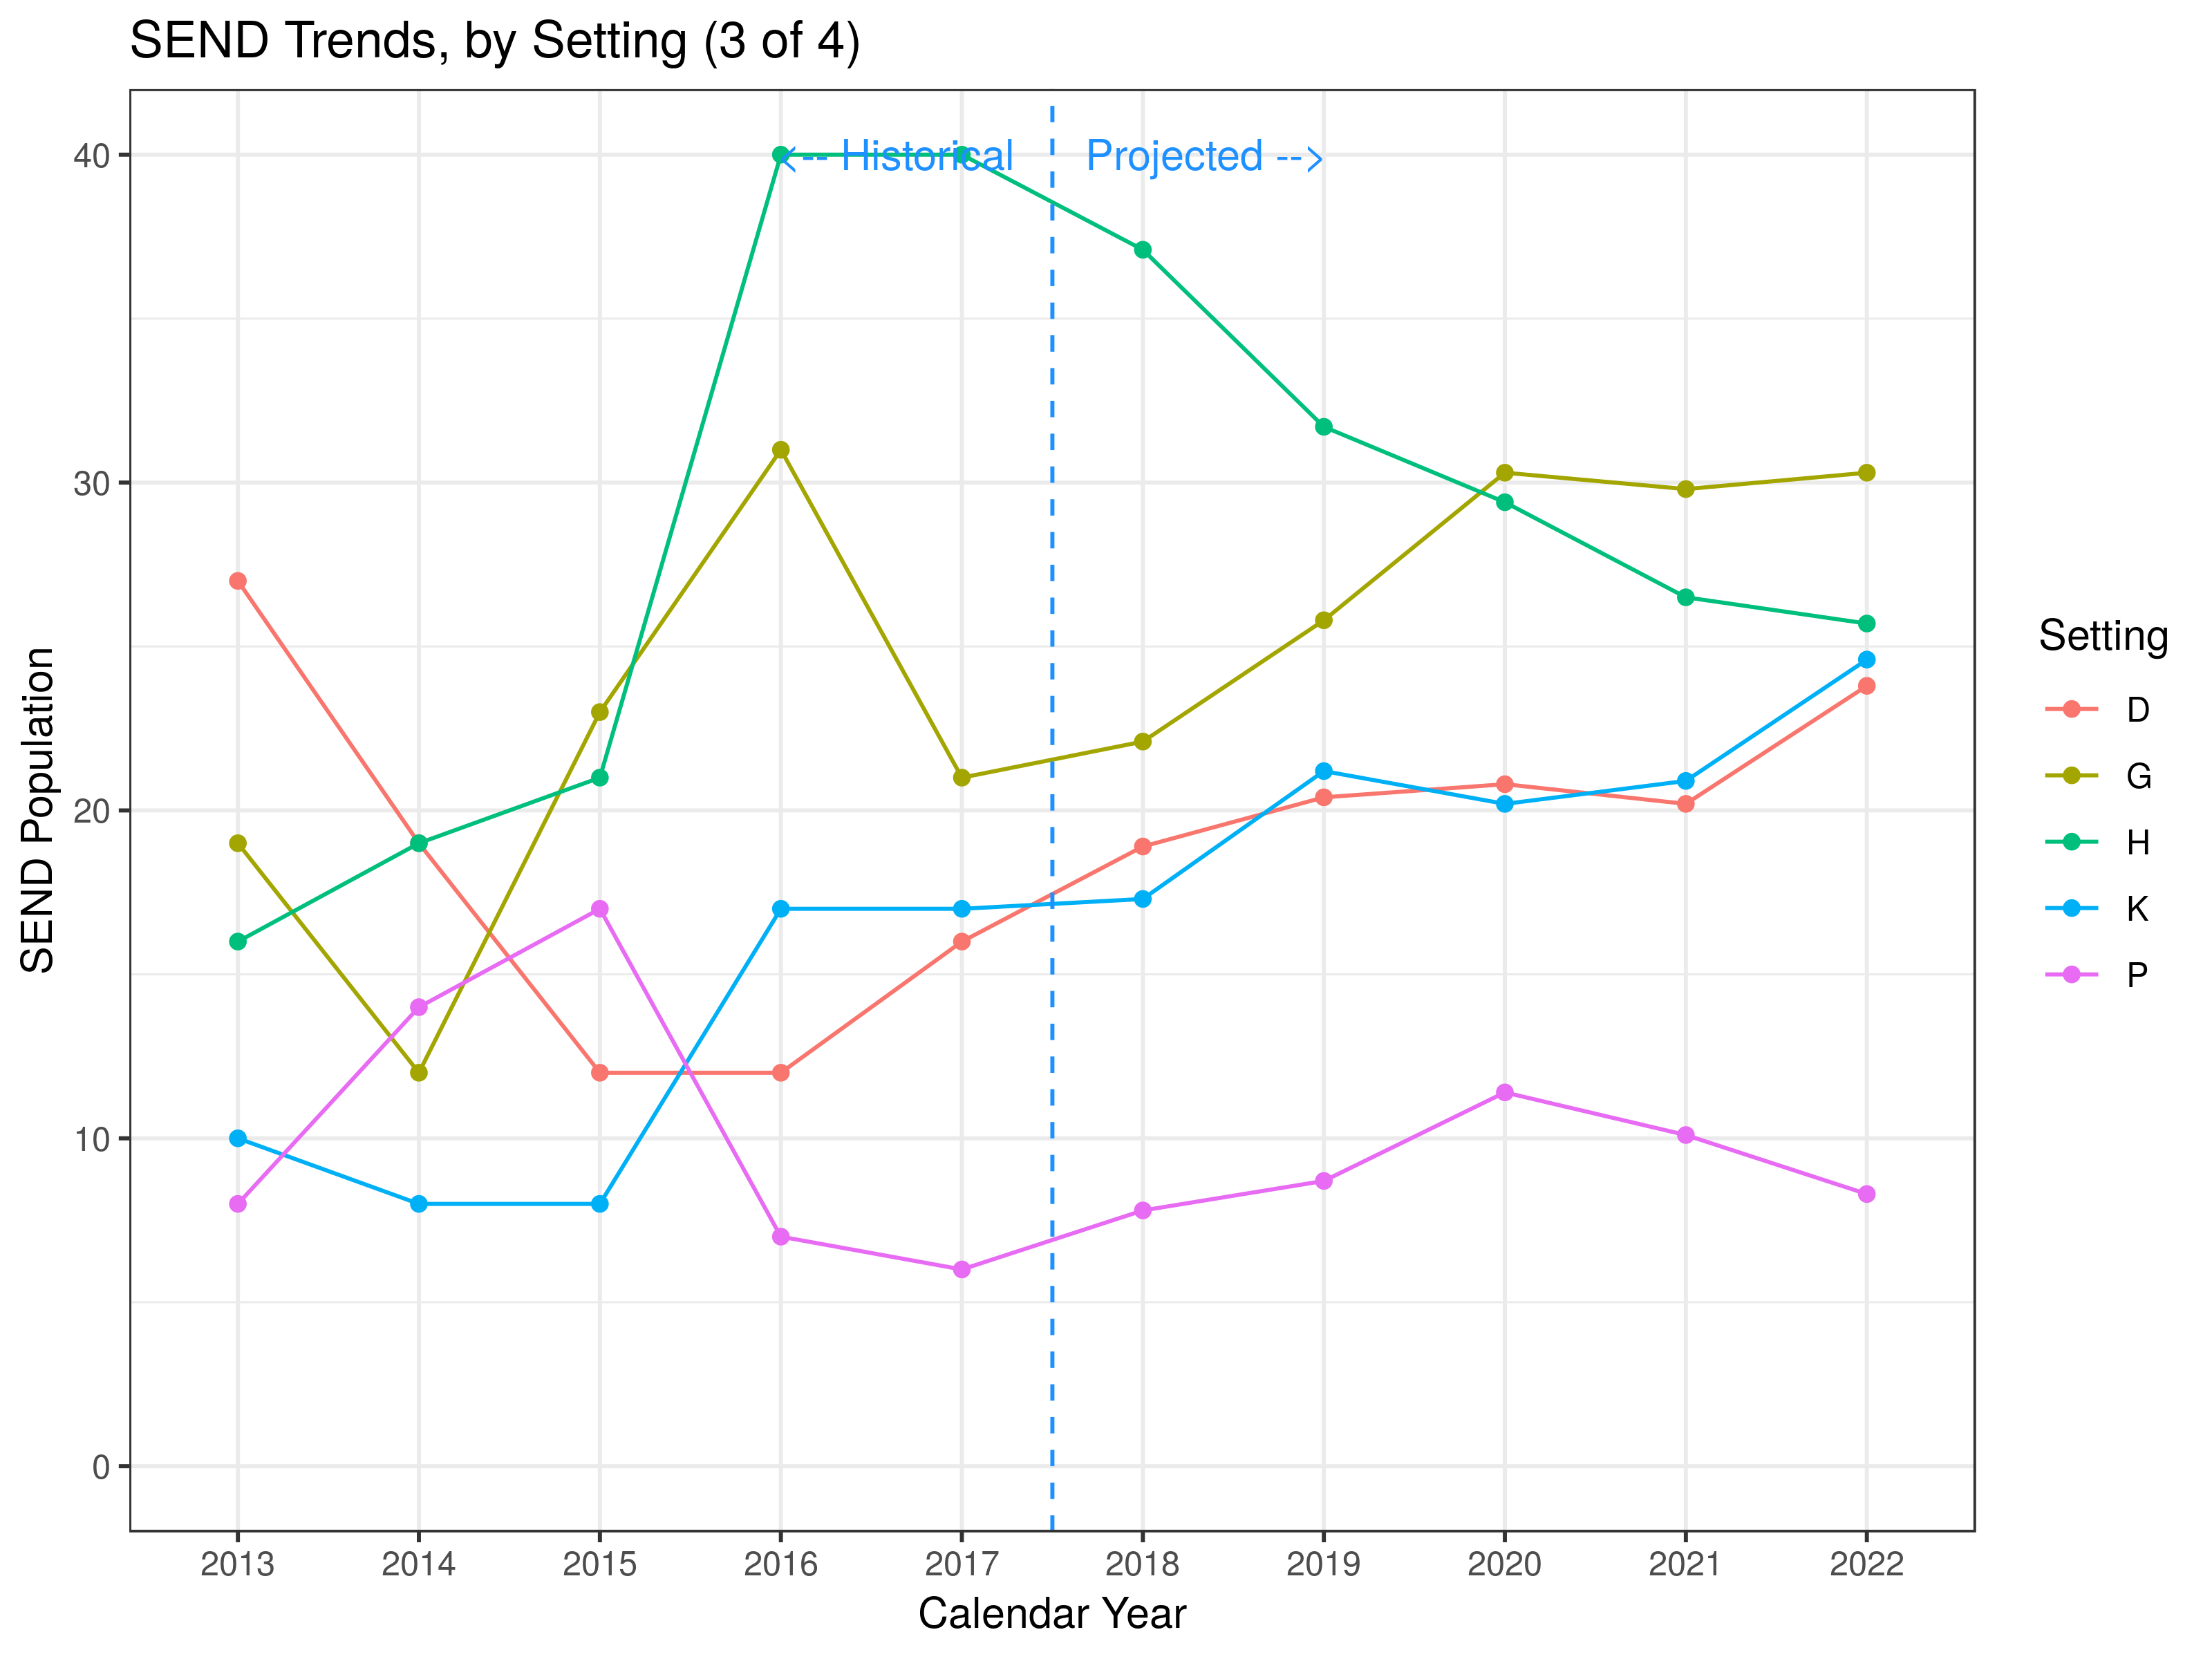 SEND Trends, by Setting (3 of 4)
<-- Historical
Projected -->
40
30
20
10
0
SEND Population
2013 2014 2015 2016 2017 2018 2019 2020 2021 2022
Calendar Year
Setting
D
G
H
K
P